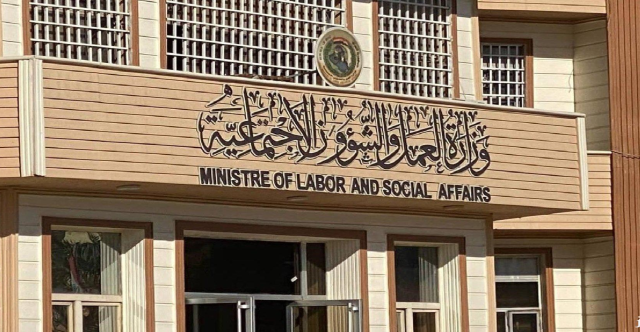 وزارة العمل والشؤون الاجتماعية
MINISTRE OF LABOR AND SOCIAL AFFAIRS